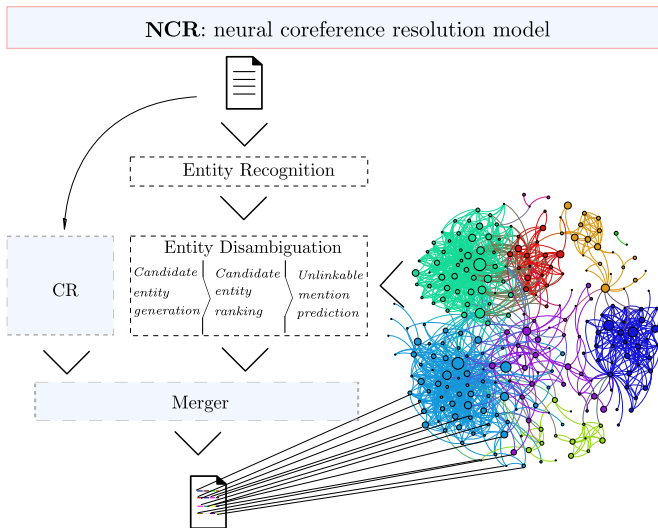 NCR: neural coreference resolution model
Entity Recognition
Entity Disambiguation
Candidate
entity
generation
Candidate
entity
ranking
Unlinkable
mention
prediction
CR
Merger